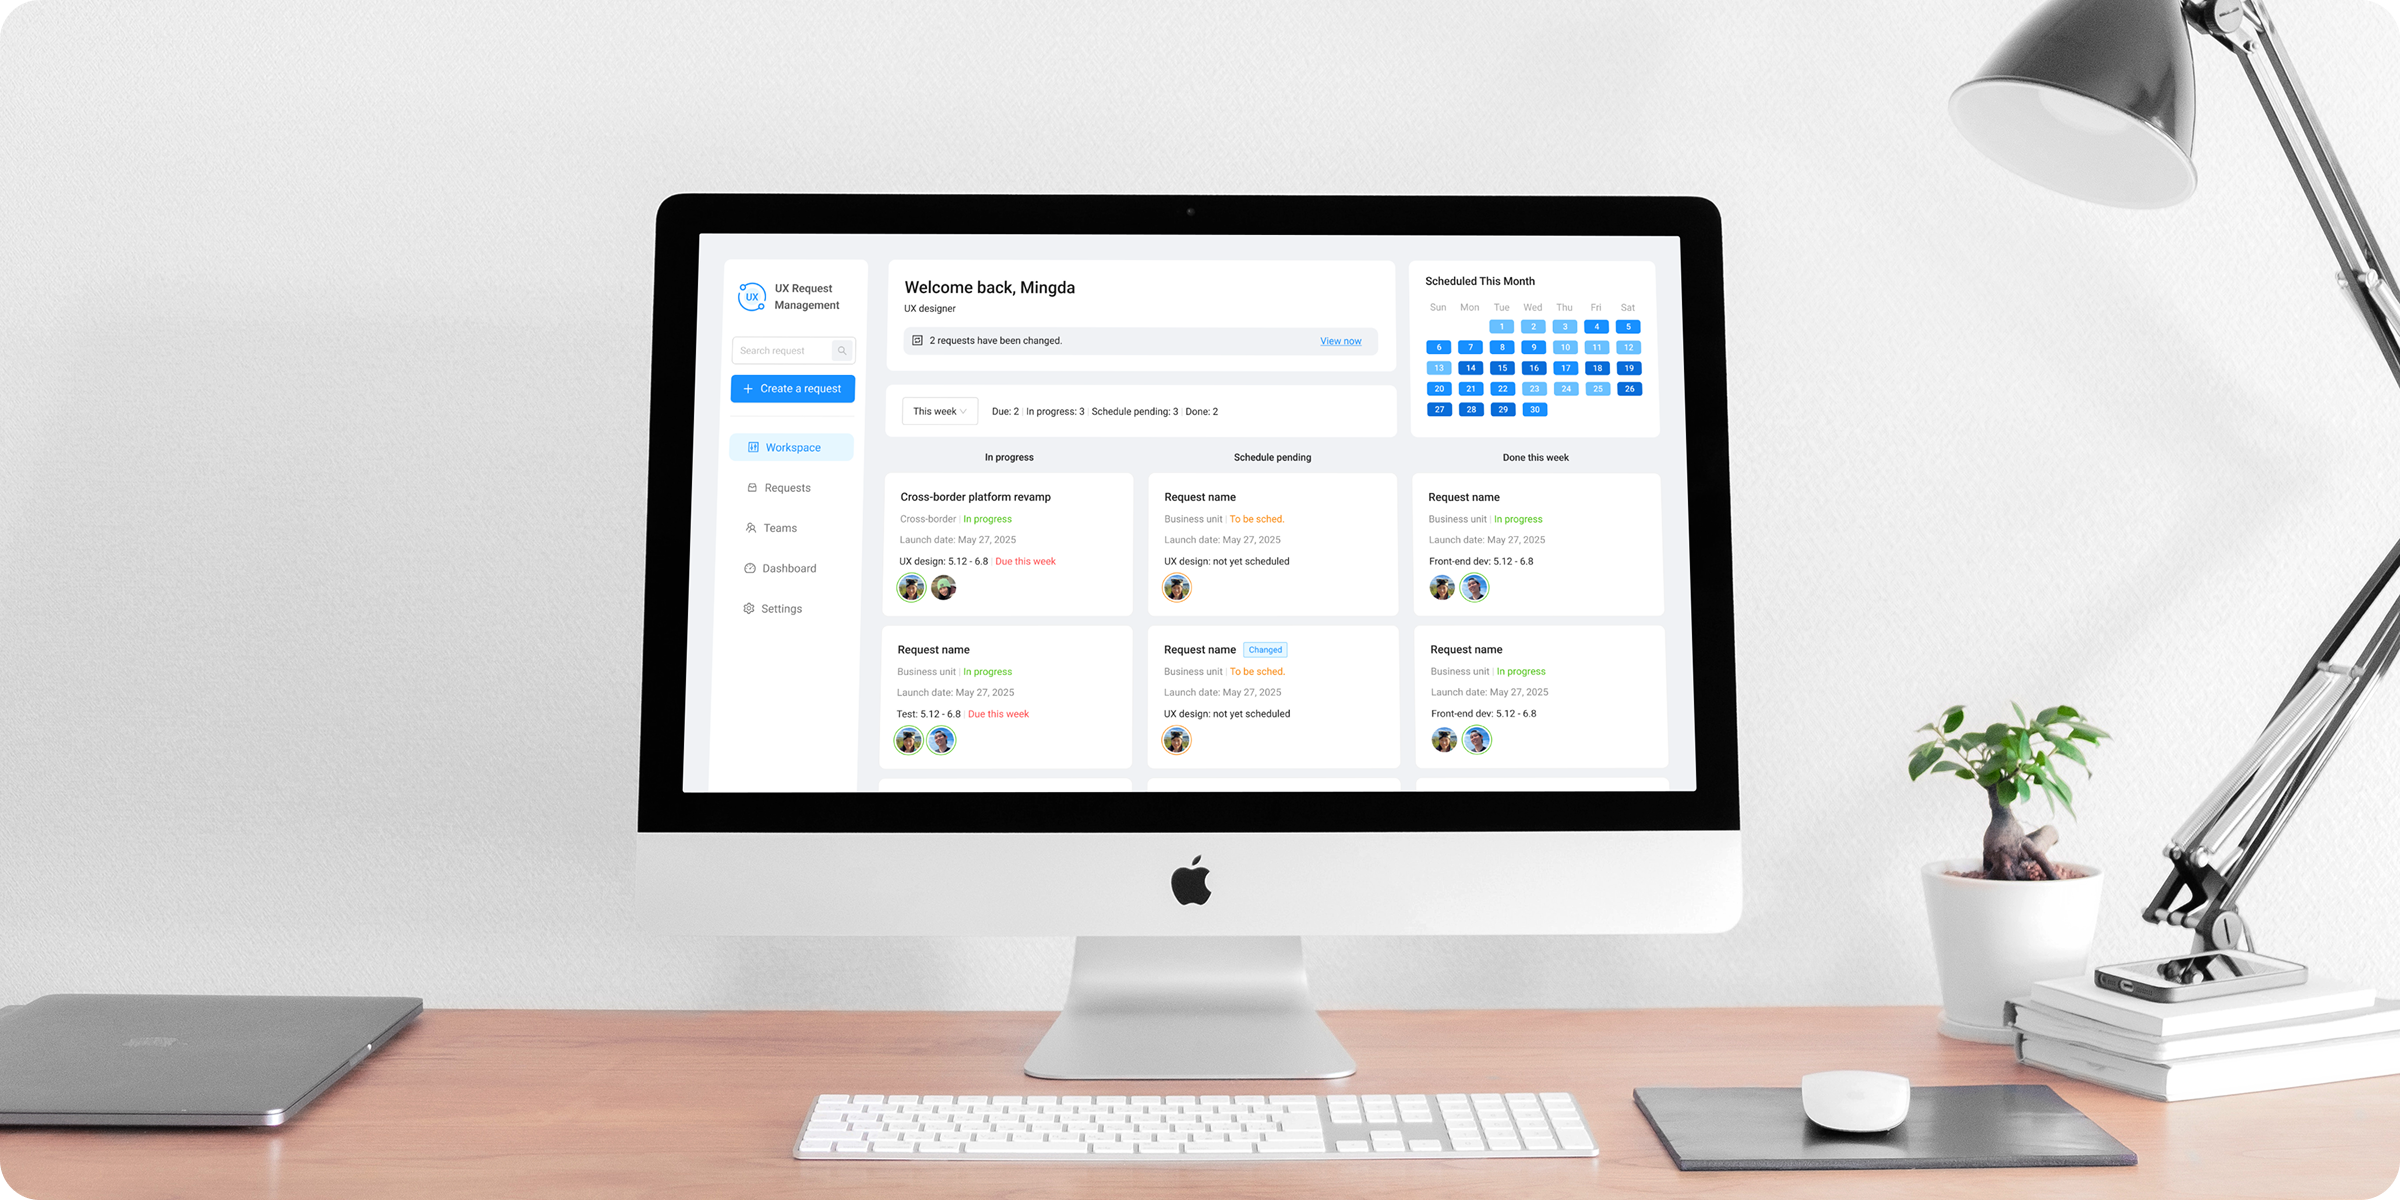 UX
UX Request
Management
Search request
Create a request
Workspace
Requests
Teams
Dashboard
Settings
Welcome back, Mingda
UX designer
2 requests have been changed.
View now
This week
Due: 2 | In progress: 3 | Schedule pending: 3 | Done: 2
Scheduled This Month
Sun Mon Tue Wed Thu Fri Sat
1 2 3 4 5
6 7 8 9 10 11 12
13 14 15 16 17 18 19
20 21 22 23 24 25 26
27 28 29 30
In progress
Cross-border platform revamp
Cross-border | In progress
Launch date: May 27, 2025
UX design: 5.12 - 6.8 | Due this week
Request name
Business unit | In progress
Launch date: May 27, 2025
Test: 5.12 - 6.8 | Due this week
Schedule pending
Request name
Business unit | To be sched.
Launch date: May 27, 2025
UX design: not yet scheduled
Request name Changed
Business unit | To be sched.
Launch date: May 27, 2025
UX design: not yet scheduled
Done this week
Request name
Business unit | In progress
Launch date: May 27, 2025
Front-end dev: 5.12 - 6.8
Request name
Business unit | In progress
Launch date: May 27, 2025
Front-end dev: 5.12 - 6.8